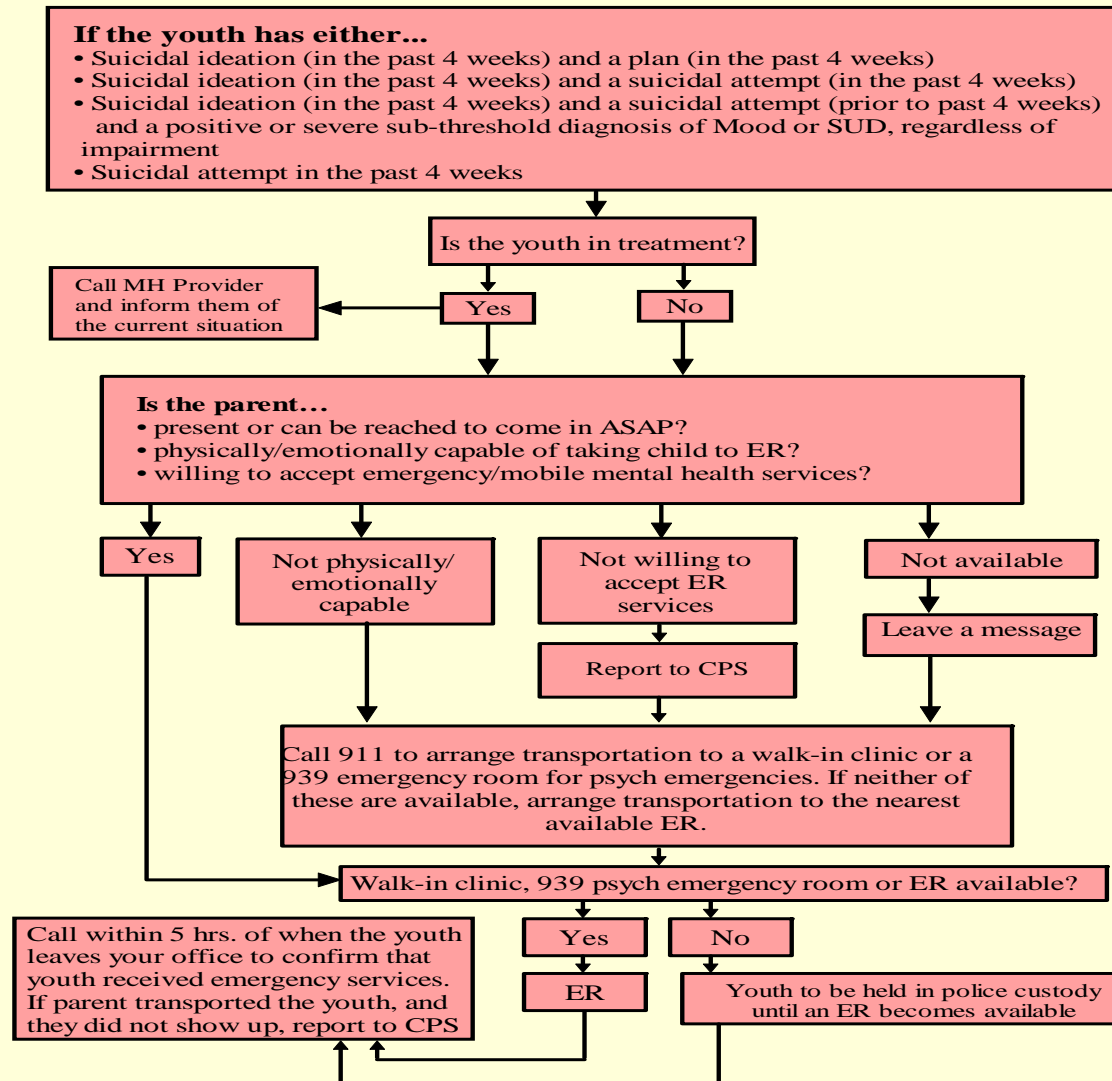 If the youth has either...
• Suicidal ideation (in the past 4 weeks) and a plan (in the past 4 weeks)
• Suicidal ideation (in the past 4 weeks) and a suicidal attempt (in the past 4 weeks)
• Suicidal ideation (in the past 4 weeks) and a suicidal attempt (prior to past 4 weeks)
and a positive or severe sub-threshold diagnosis of Mood or SUD, regardless of
impairment
• Suicidal attempt in the past 4 weeks
Is the youth in treatment?
Call MH Provider
and inform them of
the current situation
Yes
No
Is the parent...
• present or can be reached to come in ASAP?
• physically/emotionally capable of taking child to ER?
• willing to accept emergency/mobile mental health services?
Yes
Not physically/
emotionally
capable
Not willing to
accept ER
services
Not available
Leave a message
Report to CPS
Call 911 to arrange transportation to a walk-in clinic or a
939 emergency room for psych emergencies. If neither of
these are available, arrange transportation to the nearest
available ER.
Walk-in clinic, 939 psych emergency room or ER available?
Call within 5 hrs. of when the youth
leaves your office to confirm that
youth received emergency services.
If parent transported the youth, and
they did not show up, report to CPS
Yes
No
ER
Youth to be held in police custody
until an ER becomes available